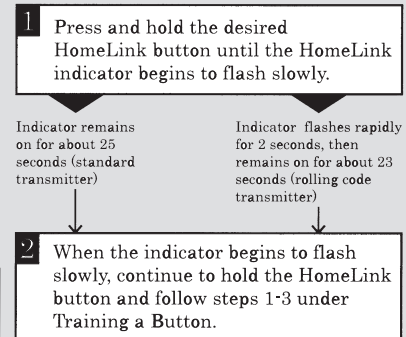 1
Press and hold the desired
HomeLink button until the HomeLink
indicator begins to flash slowly.
Indicator remains
on for about 25
seconds (standard
transmitter)
Indicator flashes rapidly
for 2 seconds, then
remains on for about 23
seconds (rolling code
transmitter)
2
When the indicator begins to flash
slowly, continue to hold the HomeLink
button and follow steps 1-3 under
Training a Button.